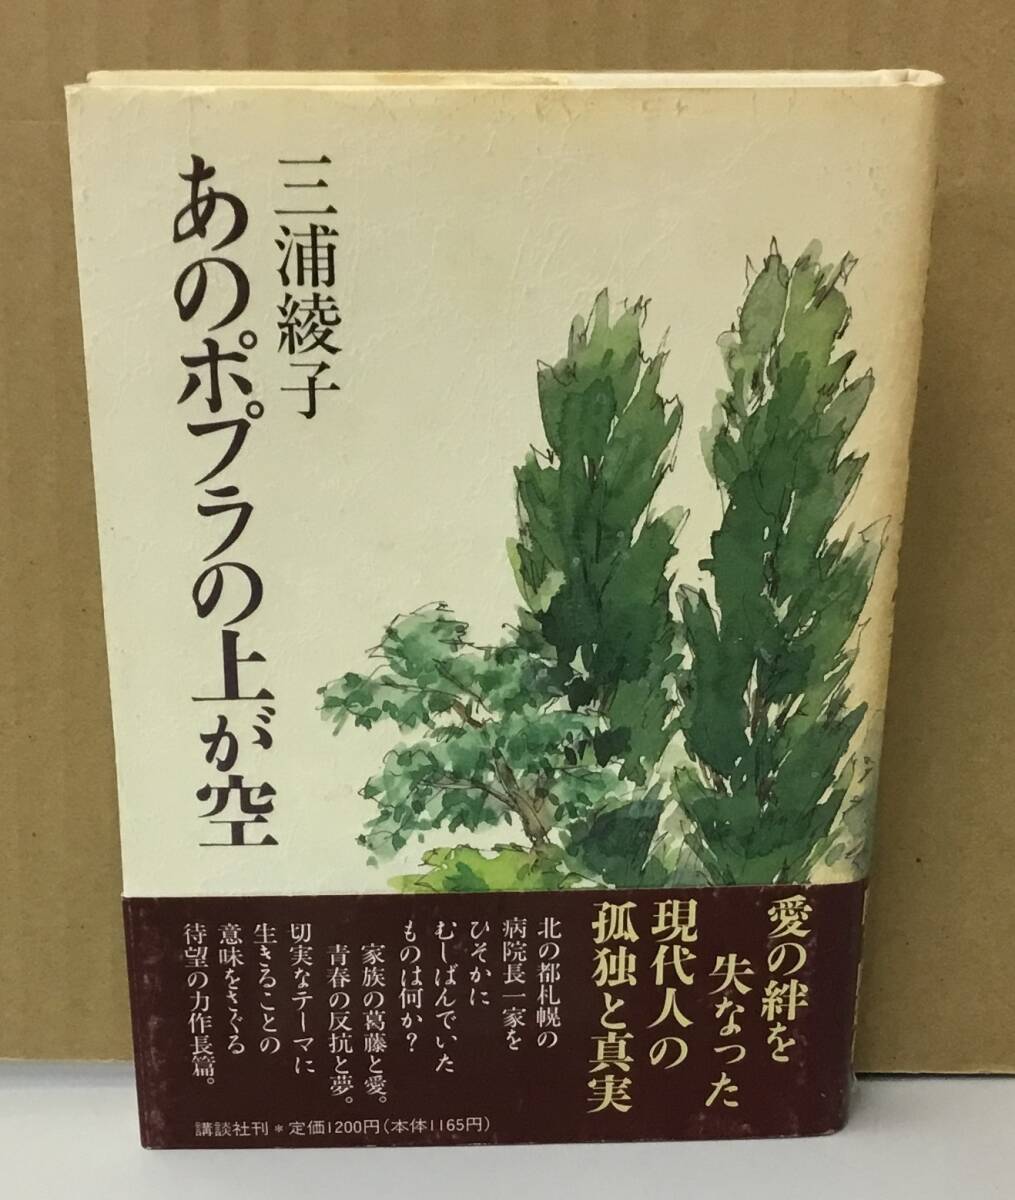 三浦綾子
あのポプラの上が空
愛の絆を
失なった
現代人の
孤独と真実
北の都札幌の
病院長一家を
ひそかに
むしばんでいた
ものは何か?
家族の葛藤と愛。
青春の反抗と夢。
切実なテーマに
生きることの
意味をさぐる
待望の力作長篇。
講談社刊*定価1200円(本体1165円)